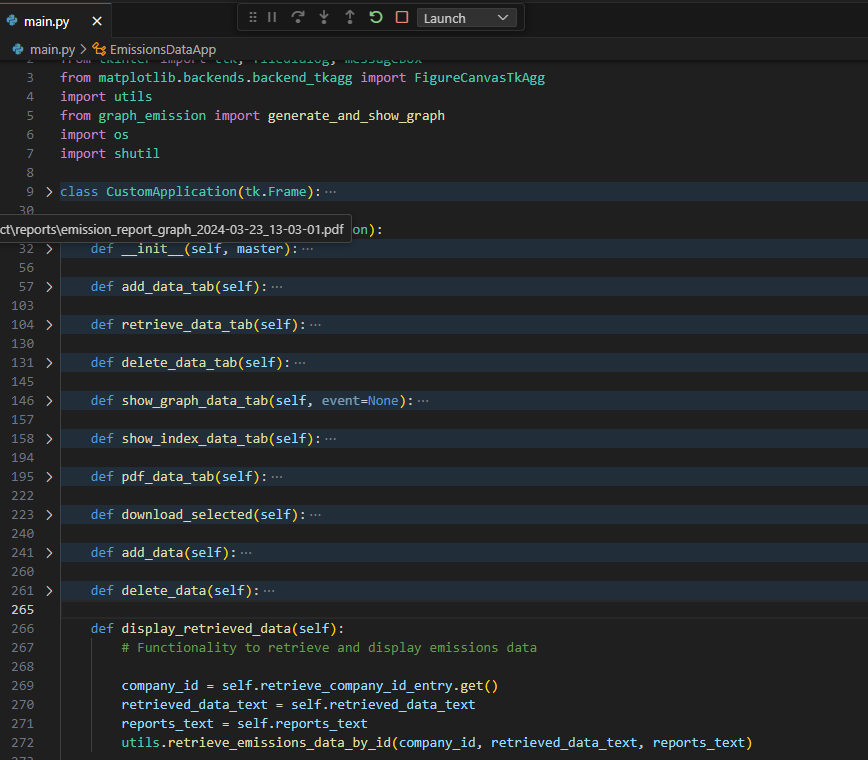 main.py
Launch
main.py > EmissionsDataApp
3 from matplotlib.backends.backend_tkagg import FigureCanvasTkAgg
4 import utils
5 from graph_emission import generate_and_show_graph
6 import os
7 import shutil
8
9 class CustomApplication(tk.Frame): ···
30
ct\reports\emission_report_graph_2024-03-23_13-03-01.pdf on):
32 def __init__(self, master): ···
56
57 def add_data_tab(self): ···
103
104 def retrieve_data_tab(self): ···
130
131 def delete_data_tab(self): ···
145
146 def show_graph_data_tab(self, event=None): ···
157
158 def show_index_data_tab(self): ···
194
195 def pdf_data_tab(self): ···
222
223 def download_selected(self): ···
240
241 def add_data(self): ···
260
261 def delete_data(self): ···
265
266 def display_retrieved_data(self):
267 # Functionality to retrieve and display emissions data
268
269 company_id = self.retrieve_company_id_entry.get()
270 retrieved_data_text = self.retrieved_data_text
271 reports_text = self.reports_text
272 utils.retrieve_emissions_data_by_id(company_id, retrieved_data_text, reports_text)